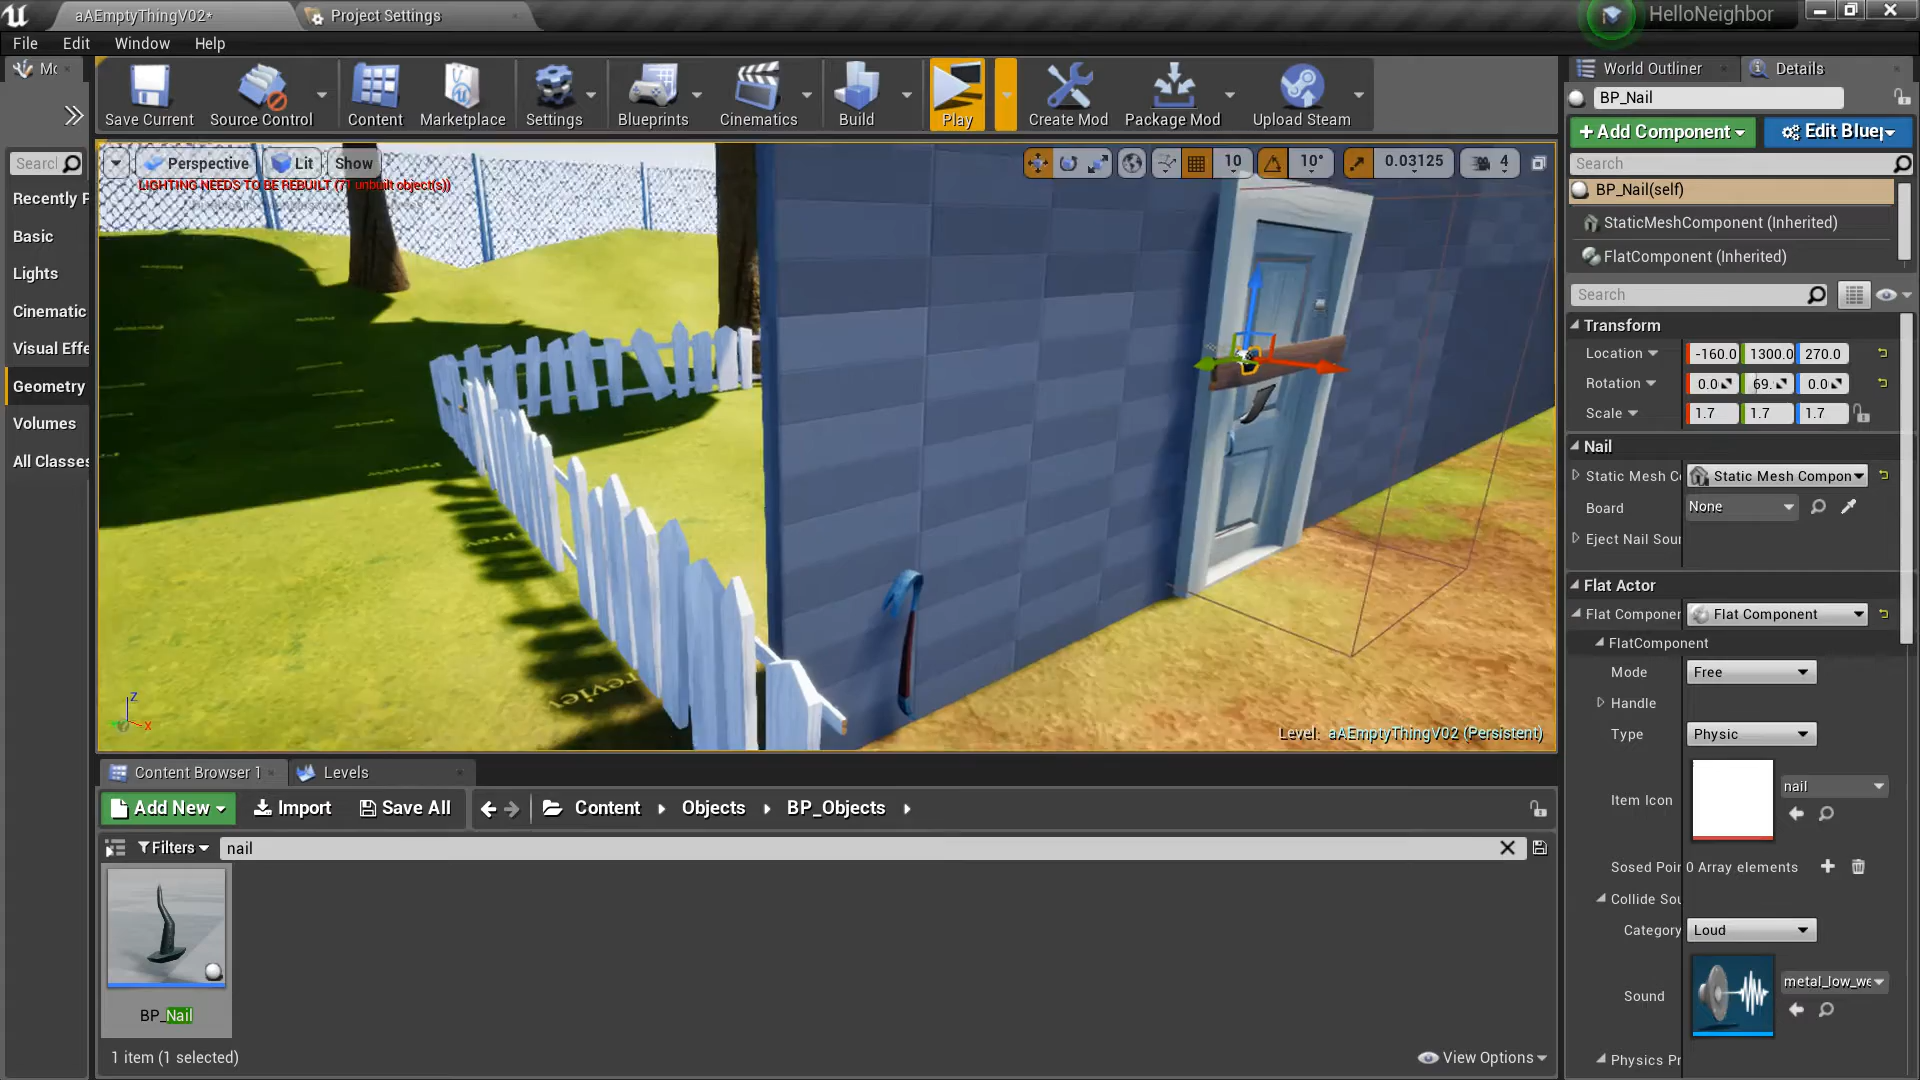 aAEmptyThingV02*
Project Settings
HelloNeighbor
File
Edit
Window
Help
Mo
World Outliner
Details
Save Current
Source Control
Content
Marketplace
Settings
Blueprints
Cinematics
Build
Play
Create Mod
Package Mod
Upload Steam
BP_Nail
+ Add Component
Edit Bluep
Search
BP_Nail(self)
StaticMeshComponent (Inherited)
FlatComponent (Inherited)
Search
Searc
Recently P
Basic
Lights
Cinematic
Visual Effe
Geometry
Volumes
All Classes
Perspective
Lit
Show
10
10°
0.03125
4
LIGHTING NEEDS TO BE REBUILT (71 unbuilt object(s))
Preview
Z
X
Level: aAEmptyThingV02 (Persistent)
Transform
Location
-160.0
1300.0
270.0
Rotation
0.0
69.
0.0
Scale
1.7
1.7
1.7
Nail
Static Mesh C
Static Mesh Compon
Board
None
Eject Nail Sour
Flat Actor
Flat Componer
Flat Component
FlatComponent
Mode
Free
Handle
Type
Physic
Item Icon
nail
Sosed Poir
0 Array elements
Collide Sou
Category
Loud
Sound
metal_low_we
Physics Pr
Content Browser 1
Levels
Add New
Import
Save All
Content
Objects
BP_Objects
Filters
nail
BP_Nail
1 item (1 selected)
View Options